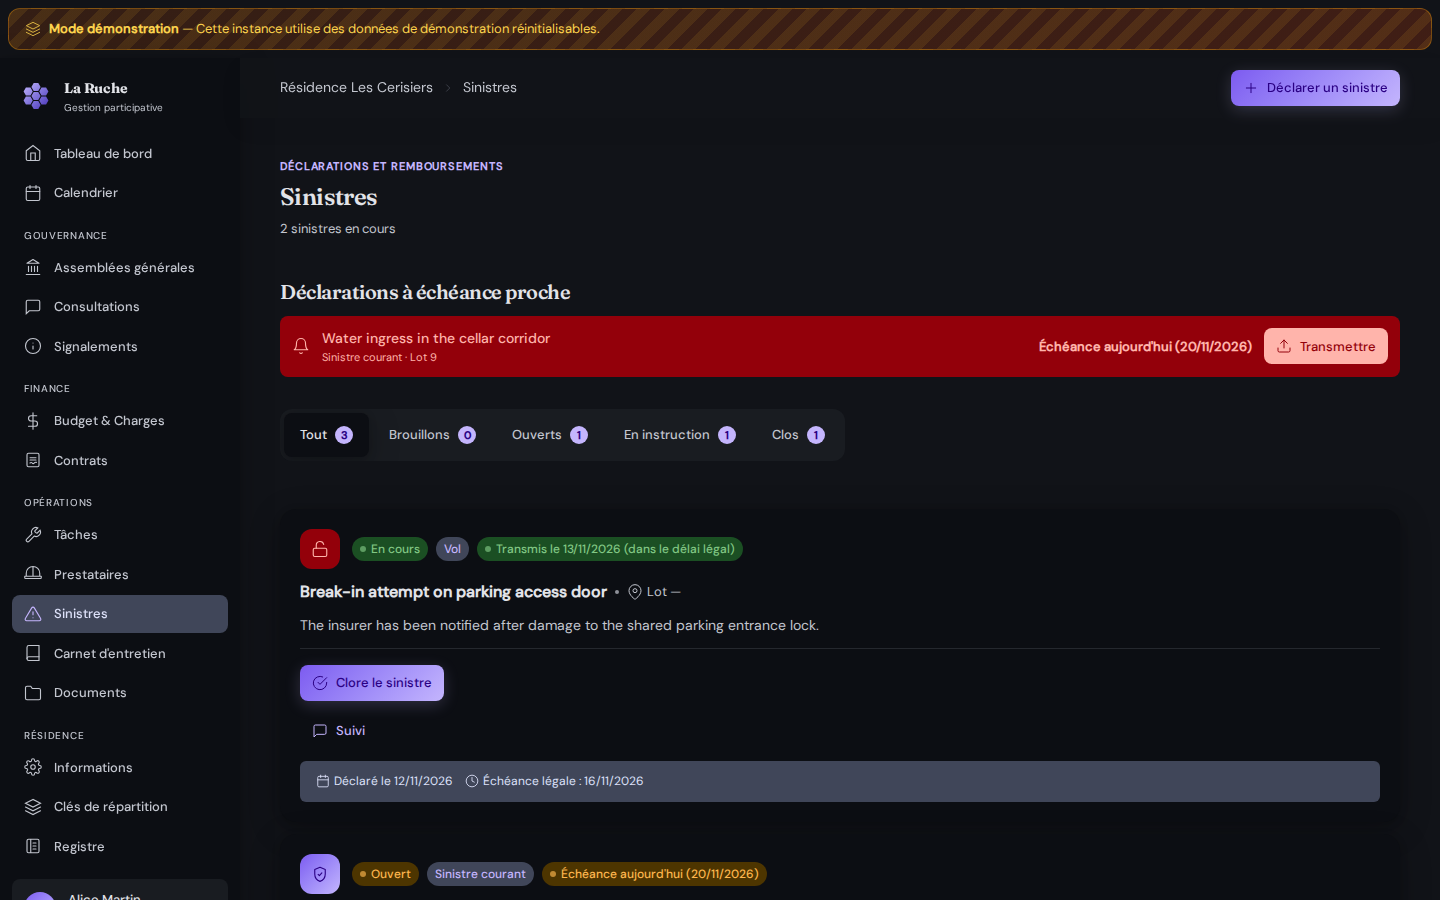 Mode démonstration — Cette instance utilise des données de démonstration réinitialisables.
La Ruche
Gestion participative
Tableau de bord
Calendrier
GOUVERNANCE
Assemblées générales
Consultations
Signalements
FINANCE
Budget & Charges
Contrats
OPÉRATIONS
Tâches
Prestataires
Sinistres
Carnet d'entretien
Documents
RÉSIDENCE
Informations
Clés de répartition
Registre
Alice Martin
Résidence Les Cerisiers > Sinistres
Déclarer un sinistre
DÉCLARATIONS ET REMBOURSEMENTS
Sinistres
2 sinistres en cours
Déclarations à échéance proche
Water ingress in the cellar corridor
Sinistre courant · Lot 9
Échéance aujourd'hui (20/11/2026)
Transmettre
Tout 3 Brouillons 0 Ouverts 1 En instruction 1 Clos 1
En cours Vol Transmis le 13/11/2026 (dans le délai légal)
Break-in attempt on parking access door • Lot —
The insurer has been notified after damage to the shared parking entrance lock.
Clore le sinistre
Suivi
Déclaré le 12/11/2026 Échéance légale : 16/11/2026
Ouvert Sinistre courant Échéance aujourd'hui (20/11/2026)